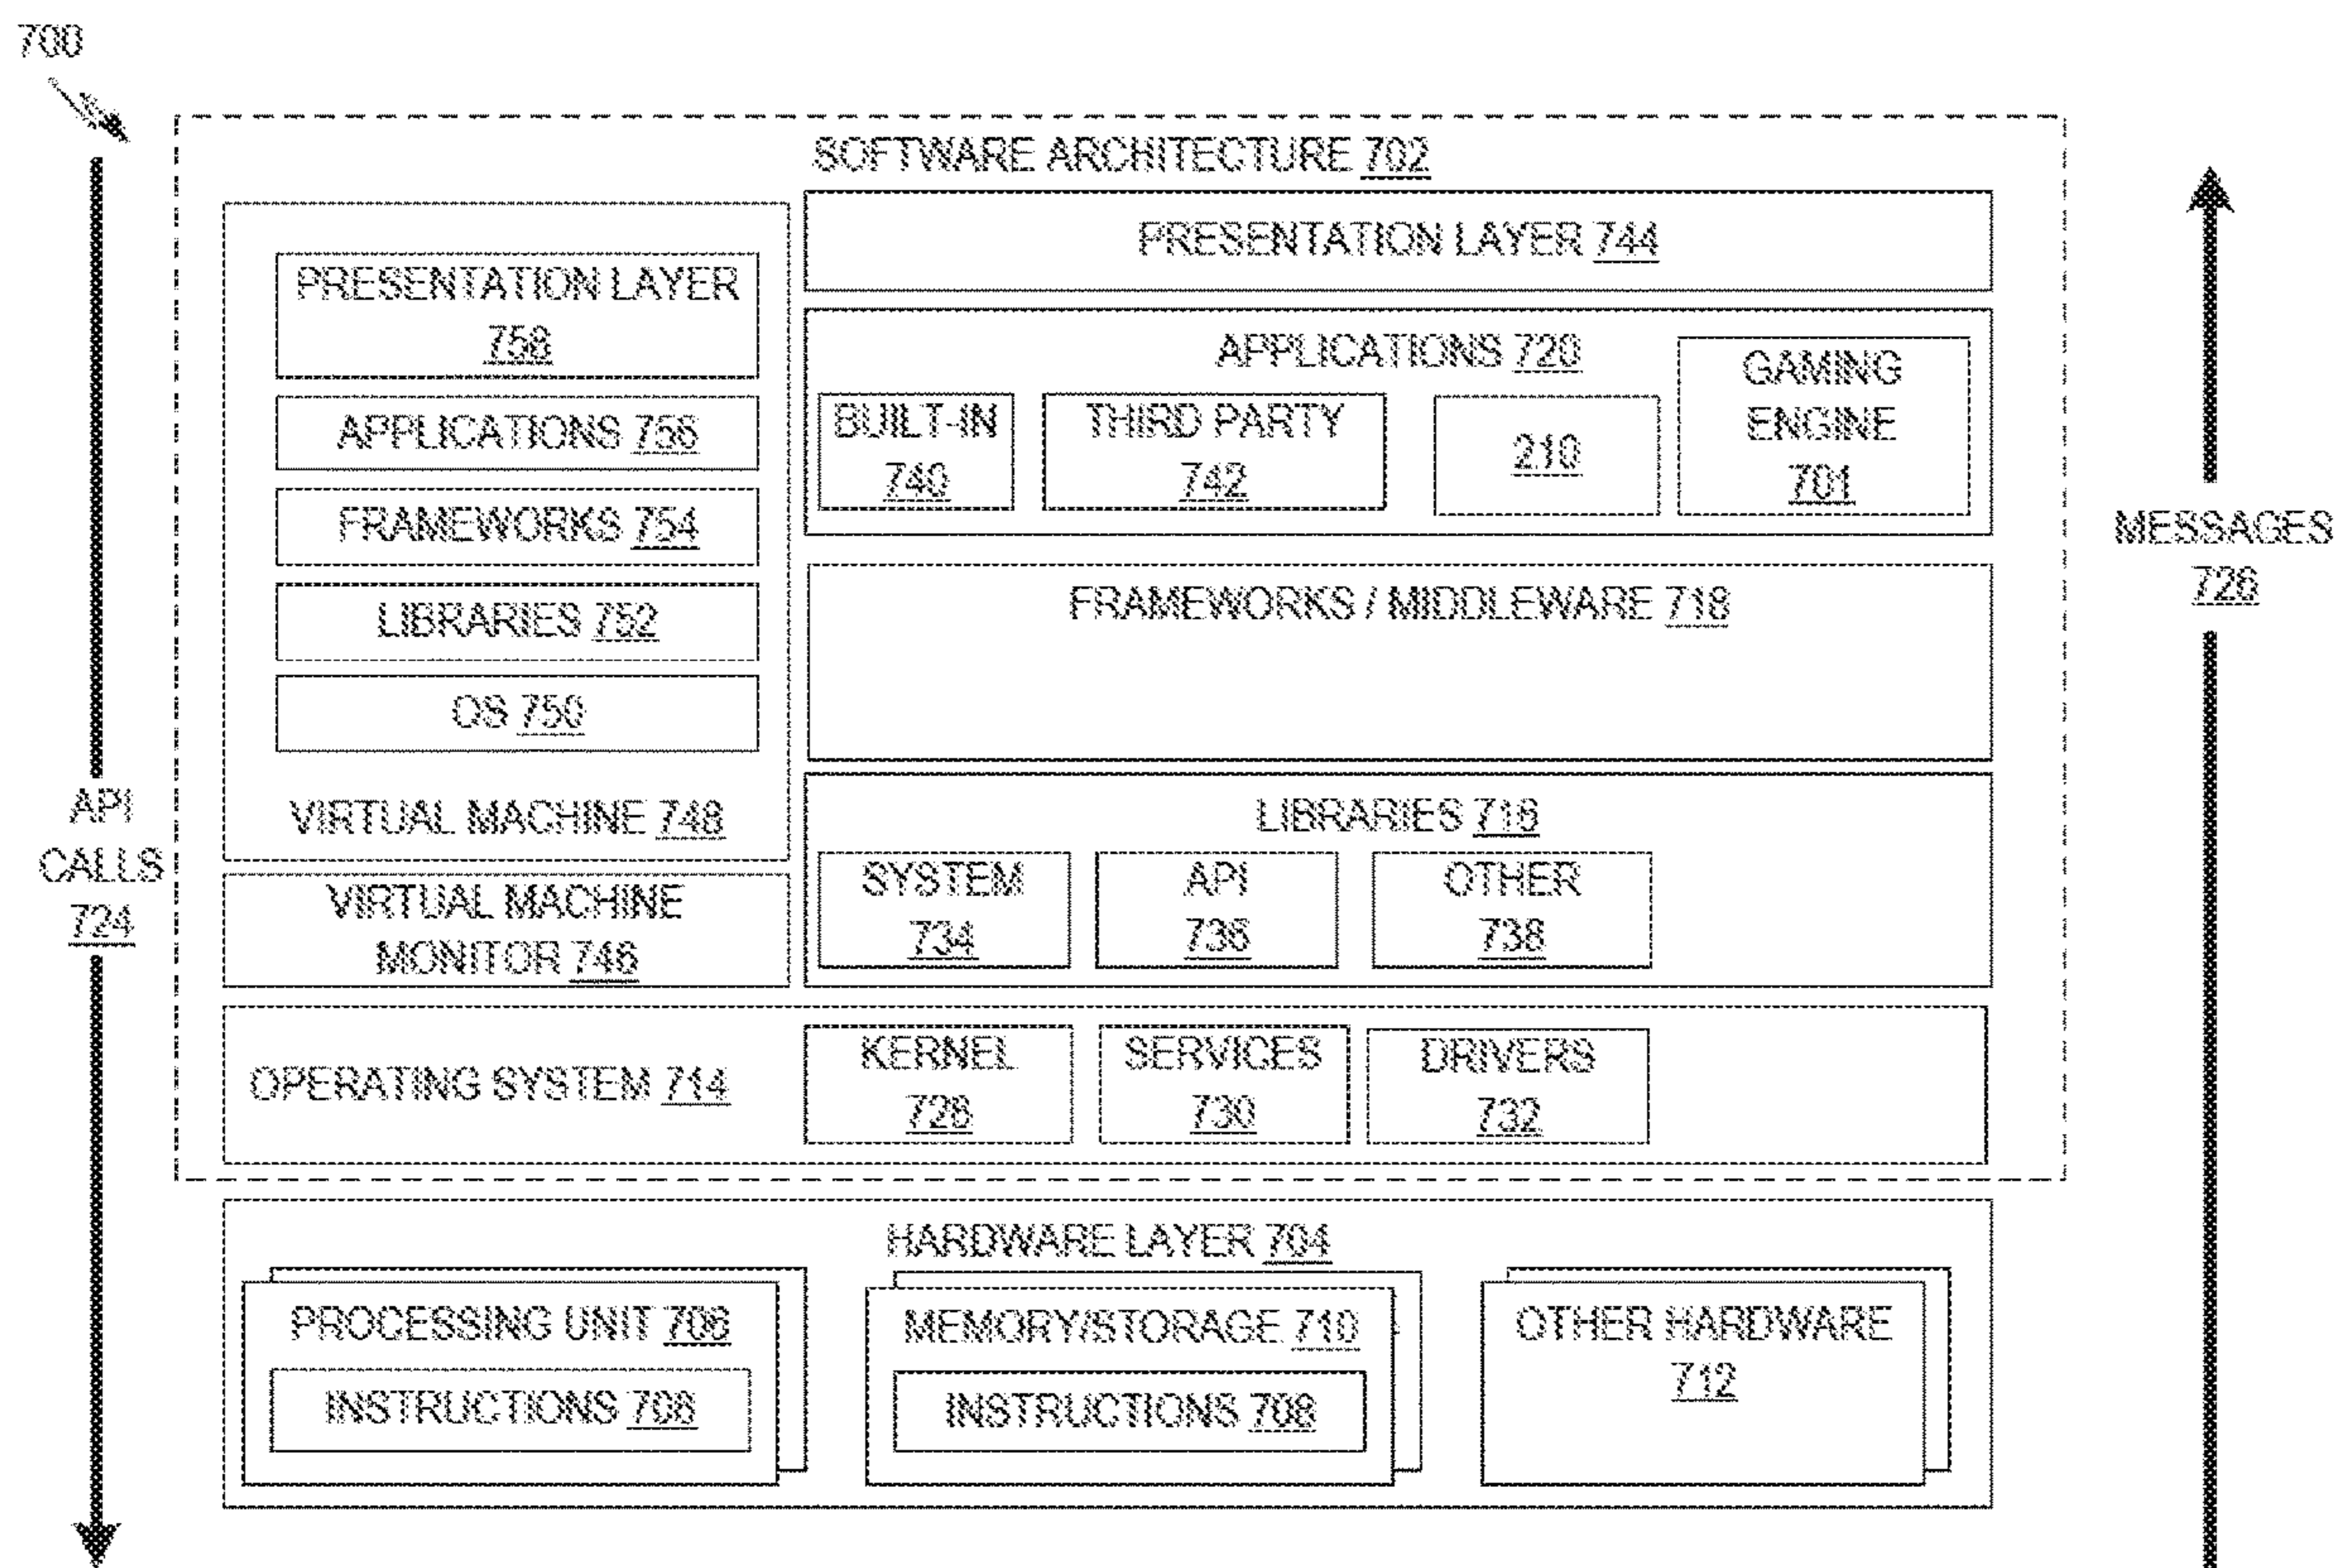 700
SOFTWARE ARCHITECTURE 702
PRESENTATION LAYER
758
APPLICATIONS 756
FRAMEWORKS 754
LIBRARIES 752
OS 750
VIRTUAL MACHINE 748
VIRTUAL MACHINE
MONITOR 746
PRESENTATION LAYER 744
APPLICATIONS 720
BUILT-IN
740
THIRD PARTY
742
210
GAMING
ENGINE
701
FRAMEWORKS / MIDDLEWARE 718
LIBRARIES 716
SYSTEM
734
API
736
OTHER
738
OPERATING SYSTEM 714
KERNEL
728
SERVICES
730
DRIVERS
732
HARDWARE LAYER 704
PROCESSING UNIT 706
INSTRUCTIONS 708
MEMORY/STORAGE 710
INSTRUCTIONS 708
OTHER HARDWARE
712
API
CALLS
724
MESSAGES
726